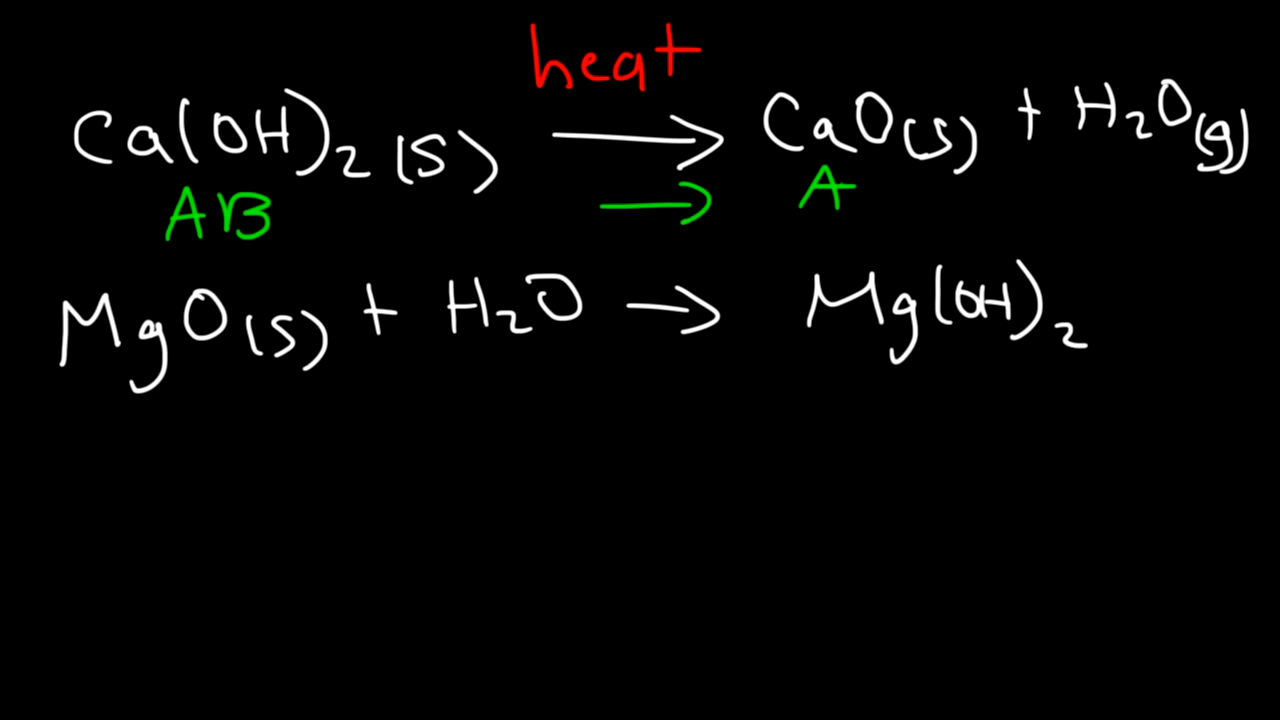 heat
Ca(OH)₂(s) → CaO(s) + H₂O(g)
AB → A
MgO(s) + H₂O → Mg(OH)₂